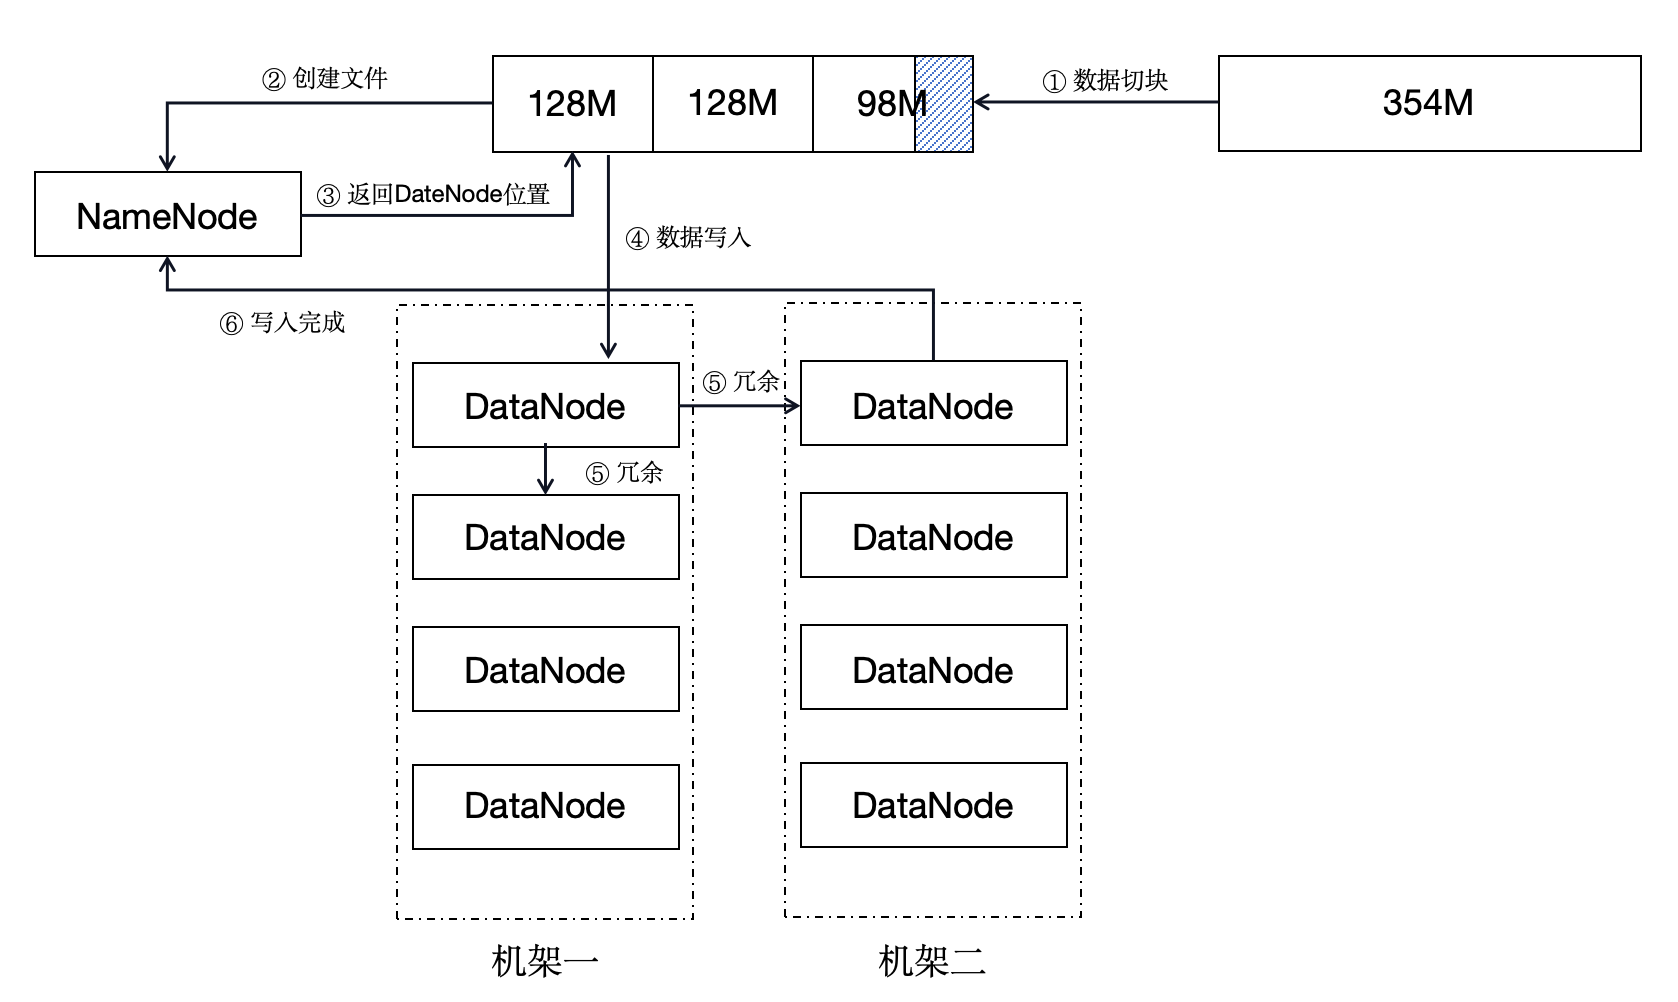 ② 创建文件
128M
128M
98M
① 数据切块
354M
NameNode
③ 返回DateNode位置
④ 数据写入
⑥ 写入完成
DataNode
⑤ 冗余
DataNode
⑤ 冗余
DataNode
DataNode
DataNode
DataNode
DataNode
DataNode
机架一
机架二